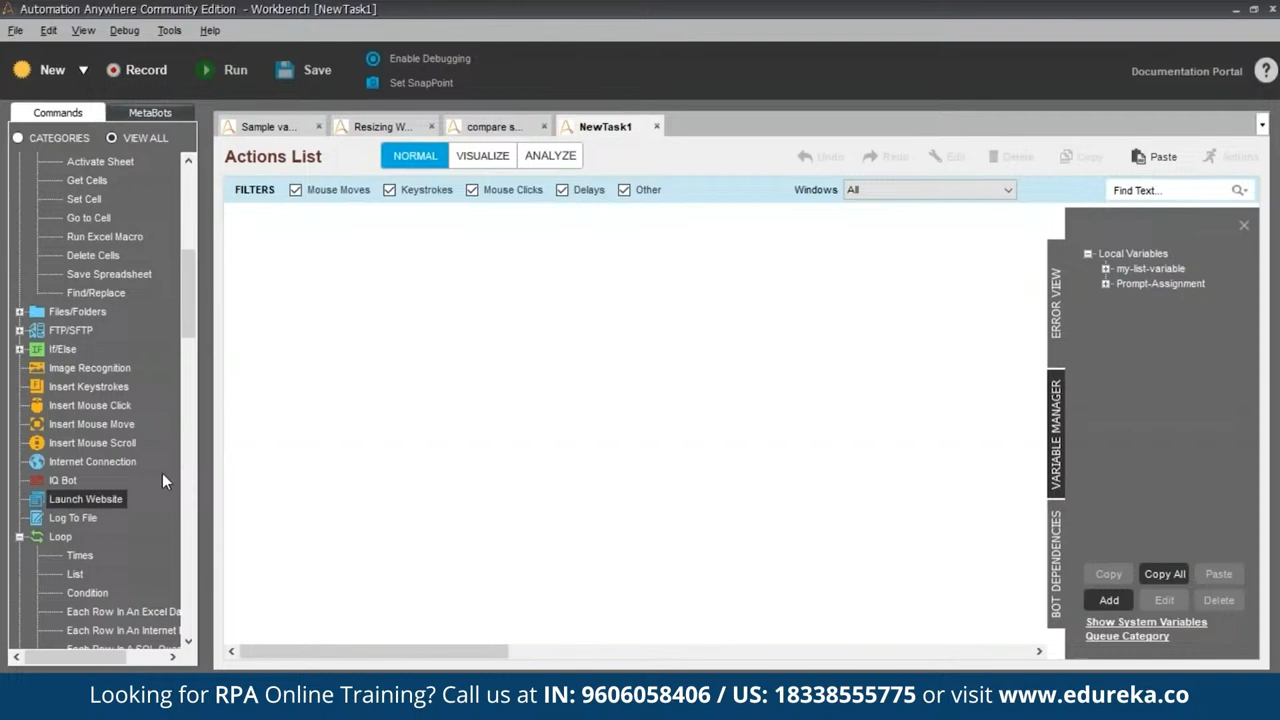 Automation Anywhere Community Edition - Workbench [NewTask1]
File Edit View Debug Tools Help
New Record Run Save
Enable Debugging
Set SnapPoint
Documentation Portal ?
Commands MetaBots
CATEGORIES VIEW ALL
Activate Sheet
Get Cells
Set Cell
Go to Cell
Run Excel Macro
Delete Cells
Save Spreadsheet
Find/Replace
Files/Folders
FTP/SFTP
If/Else
Image Recognition
Insert Keystrokes
Insert Mouse Click
Insert Mouse Move
Insert Mouse Scroll
Internet Connection
IQ Bot
Launch Website
Log To File
Loop
Times
List
Condition
Each Row In An Excel Da
Each Row In An Internet
Sample va... Resizing W... compare s... NewTask1
Actions List NORMAL VISUALIZE ANALYZE Undo Redo Edit Delete Copy Paste Actions
FILTERS Mouse Moves Keystrokes Mouse Clicks Delays Other Windows All Find Text...
ERROR VIEW
VARIABLE MANAGER
BOT DEPENDENCIES
Local Variables
my-list-variable
Prompt-Assignment
Copy Copy All Paste
Add Edit Delete
Show System Variables
Queue Category
Looking for RPA Online Training? Call us at IN: 9606058406 / US: 18338555775 or visit www.edureka.co